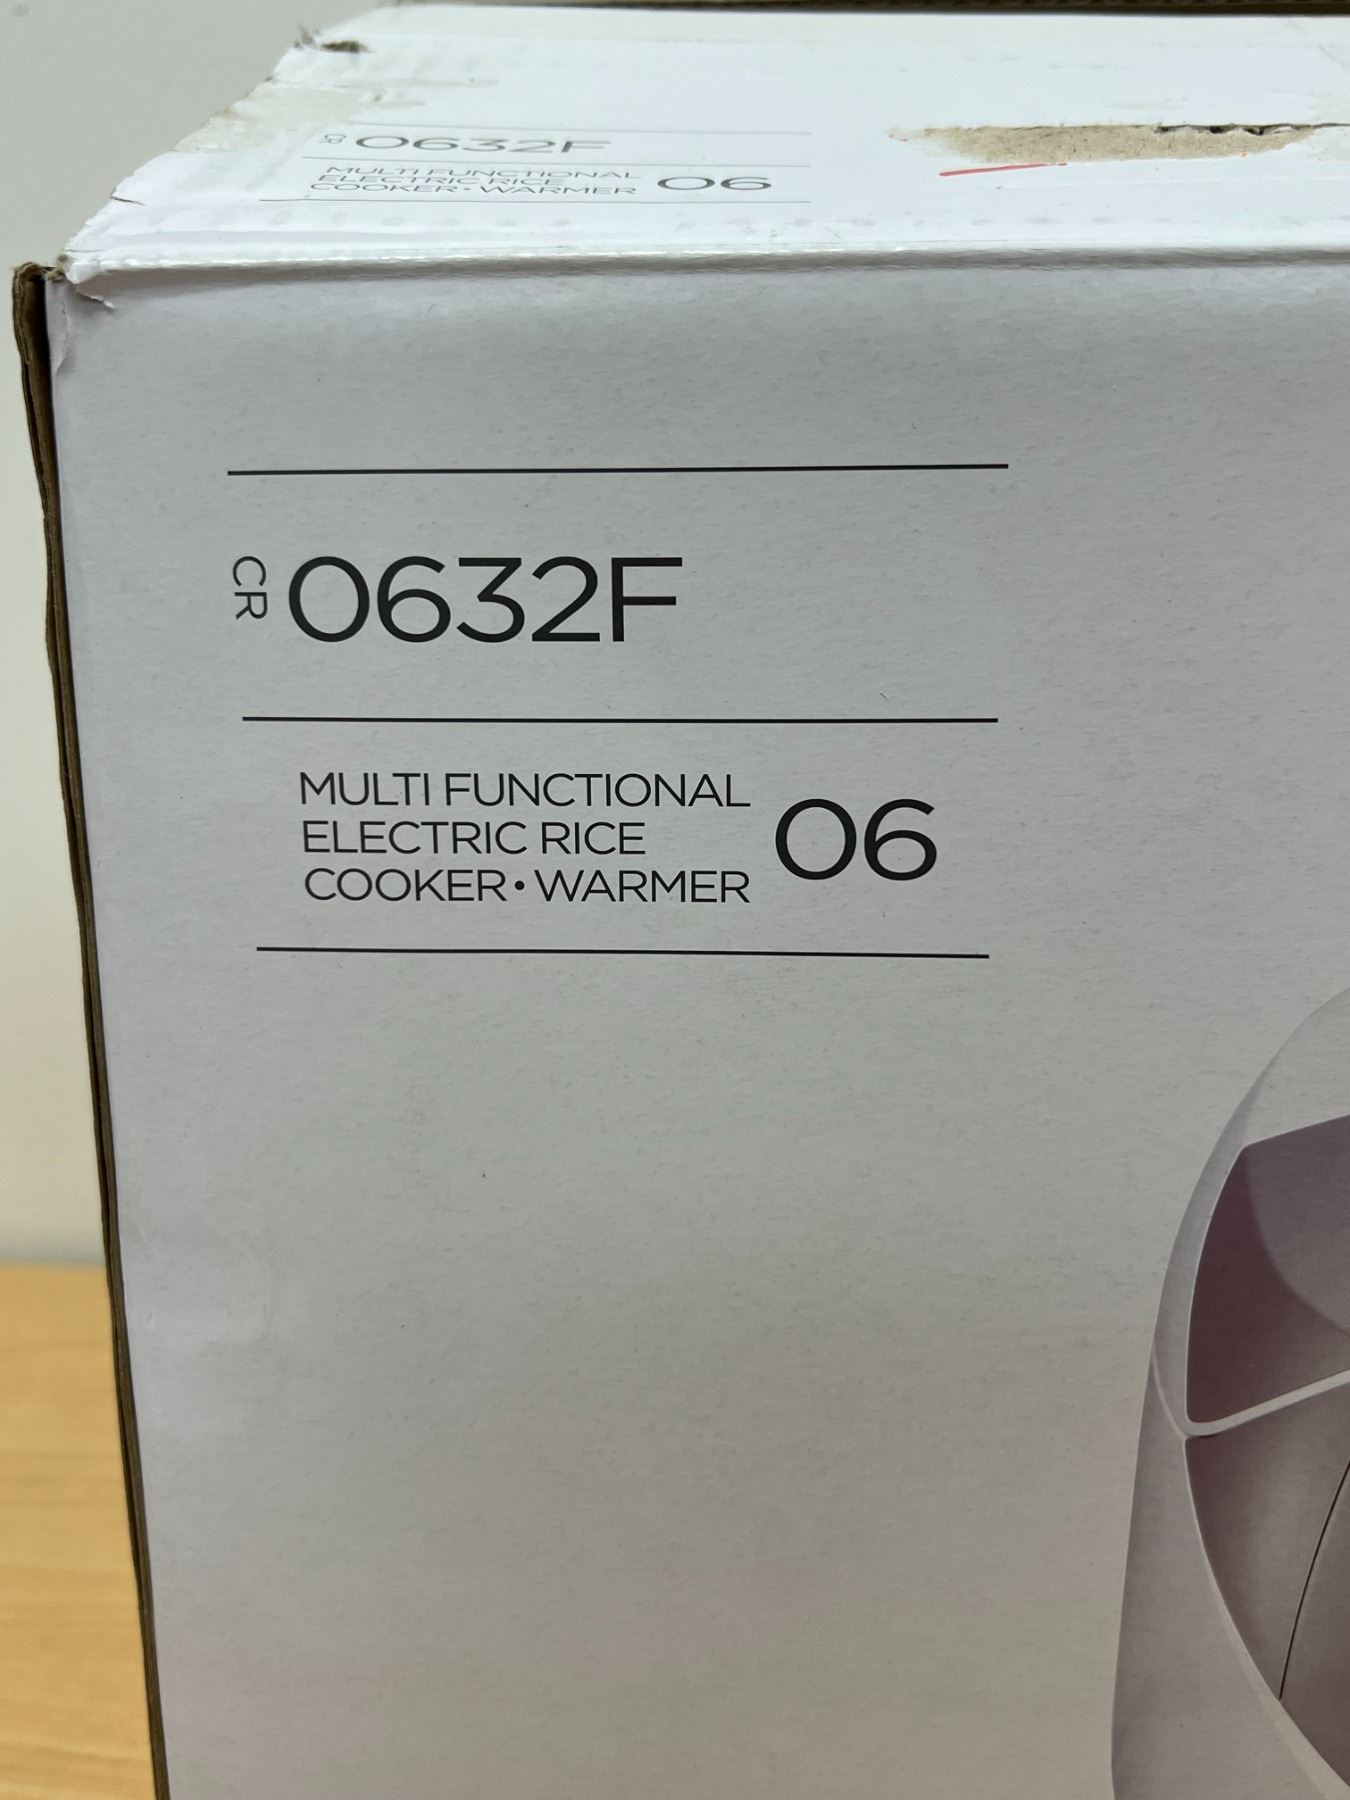 CR 0632F
MULTI FUNCTIONAL
ELECTRIC RICE
COOKER • WARMER 06
CR 0632F
MULTI FUNCTIONAL
ELECTRIC RICE
COOKER • WARMER 06